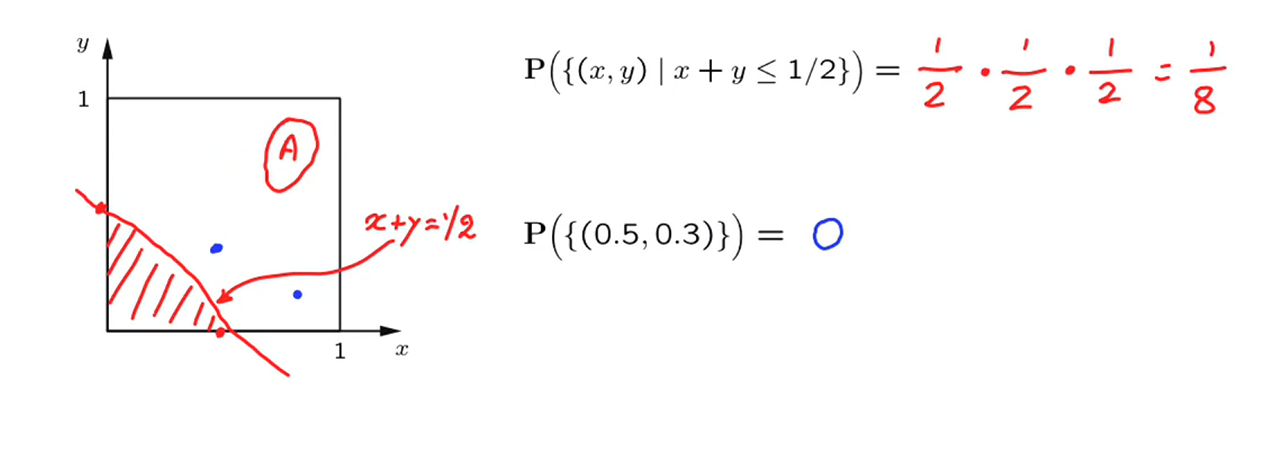 y
P({(x, y) | x + y ≤ 1/2}) = 1/2 · 1/2 · 1/2 = 1/8
1
A
x+y=1/2
P({(0.5, 0.3)}) = 0
1
x